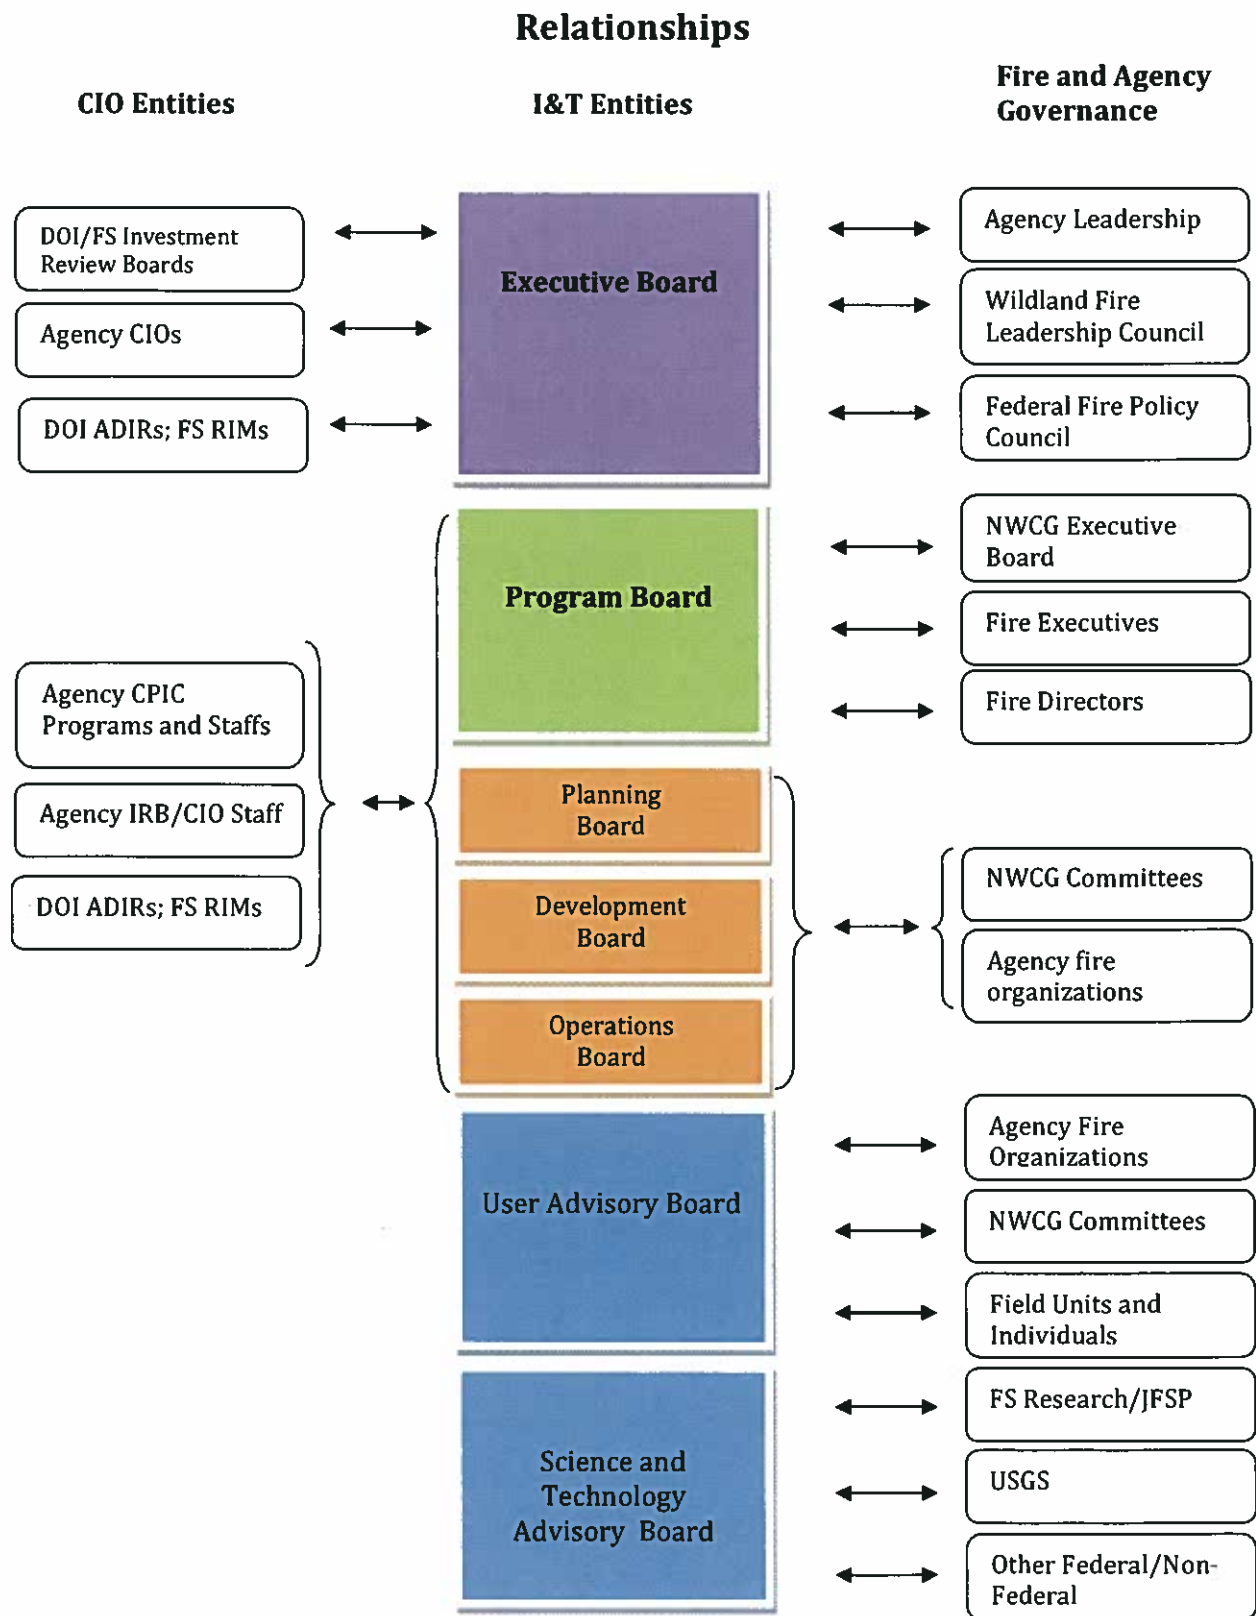 Relationships
CIO Entities
I&T Entities
Fire and Agency
Governance
DOI/FS Investment
Review Boards
Agency CIOs
DOI ADIRs; FS RIMs
Executive Board
Agency Leadership
Wildland Fire
Leadership Council
Federal Fire Policy
Council
Program Board
NWCG Executive
Board
Fire Executives
Fire Directors
Agency CPIC
Programs and Staffs
Agency IRB/CIO Staff
DOI ADIRs; FS RIMs
Planning
Board
Development
Board
Operations
Board
NWCG Committees
Agency fire
organizations
User Advisory Board
Agency Fire
Organizations
NWCG Committees
Field Units and
Individuals
Science and
Technology
Advisory Board
FS Research/JFSP
USGS
Other Federal/Non-
Federal